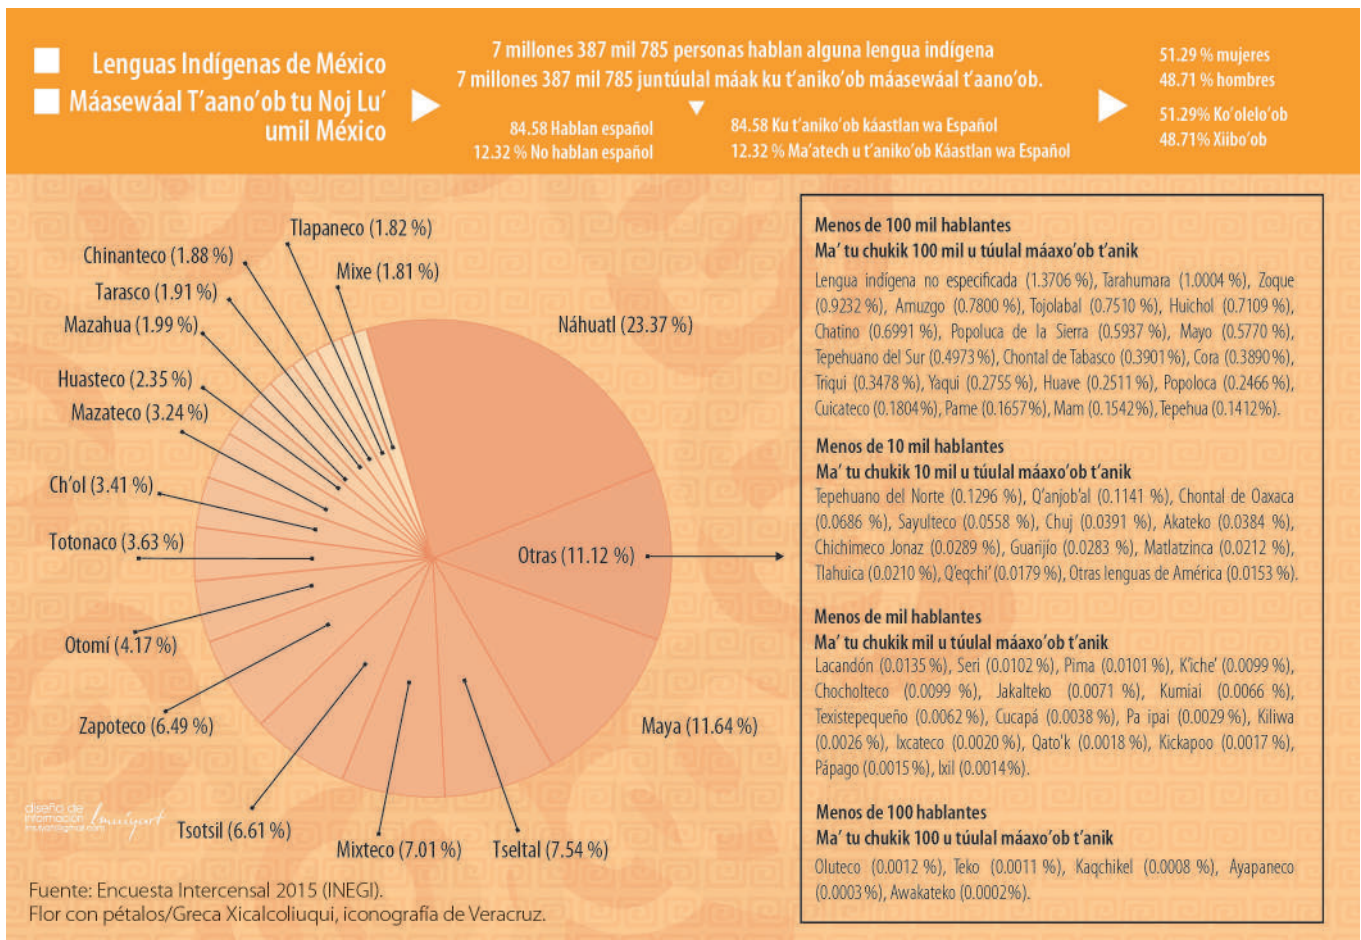 Lenguas Indígenas de México
Máasewáal T’aano’ob tu Noj Lu’
umil México
7 millones 387 mil 785 personas hablan alguna lengua indígena
7 millones 387 mil 785 juntúulal máak ku t’aniko’ob máasewáal t’aano’ob.
84.58 Hablan español
12.32 % No hablan español
84.58 Ku t’aniko’ob káastlan wa Español
12.32 % Ma’atech u t’aniko’ob Káastlan wa Español
51.29 % mujeres
48.71 % hombres
51.29% Ko’olelo’ob
48.71% Xiibo’ob
Tlapaneco (1.82 %)
Chinanteco (1.88 %)
Mixe (1.81 %)
Tarasco (1.91 %)
Mazahua (1.99 %)
Náhuatl (23.37 %)
Huasteco (2.35 %)
Mazateco (3.24 %)
Ch’ol (3.41 %)
Totonaco (3.63 %)
Otras (11.12 %)
Otomí (4.17 %)
Zapoteco (6.49 %)
Maya (11.64 %)
Tsotsil (6.61 %)
Mixteco (7.01 %)
Tseltal (7.54 %)
Menos de 100 mil hablantes
Ma’ tu chukik 100 mil u túulal máaxo’ob t’anik
Lengua indígena no especificada (1.3706 %), Tarahumara (1.0004 %), Zoque
(0.9232 %), Amuzgo (0.7800 %), Tojolabal (0.7510 %), Huichol (0.7109 %),
Chatino (0.6991 %), Popoluca de la Sierra (0.5937 %), Mayo (0.5770 %),
Tepehuano del Sur (0.4973 %), Chontal de Tabasco (0.3901 %), Cora (0.3890 %),
Triqui (0.3478 %), Yaqui (0.2755 %), Huave (0.2511 %), Popoloca (0.2466 %),
Cuicateco (0.1804%), Pame (0.1657%), Mam (0.1542%), Tepehua (0.1412%).
Menos de 10 mil hablantes
Ma’ tu chukik 10 mil u túulal máaxo’ob t’anik
Tepehuano del Norte (0.1296 %), Q’anjob’al (0.1141 %), Chontal de Oaxaca
(0.0686 %), Sayulteco (0.0558 %), Chuj (0.0391 %), Akateko (0.0384 %),
Chichimeco Jonaz (0.0289 %), Guarijío (0.0283 %), Matlatzinca (0.0212 %),
Tlahuica (0.0210 %), Q’eqchi’ (0.0179 %), Otras lenguas de América (0.0153 %).
Menos de mil hablantes
Ma’ tu chukik mil u túulal máaxo’ob t’anik
Lacandón (0.0135 %), Seri (0.0102 %), Pima (0.0101 %), K’iche’ (0.0099 %),
Chocholteco (0.0099 %), Jakalteko (0.0071 %), Kumiai (0.0066 %),
Texistepequeño (0.0062 %), Cucapá (0.0038 %), Pa ipai (0.0029 %), Kiliwa
(0.0026 %), Ixcateco (0.0020 %), Qato'k (0.0018 %), Kickapoo (0.0017 %),
Pápago (0.0015 %), Ixil (0.0014%).
Menos de 100 hablantes
Ma’ tu chukik 100 u túulal máaxo’ob t’anik
Oluteco (0.0012 %), Teko (0.0011 %), Kaqchikel (0.0008 %), Ayapaneco
(0.0003%), Awakateko (0.0002%).
diseño de
información
Fuente: Encuesta Intercensal 2015 (INEGI).
Flor con pétalos/Greca Xicalcoliuqui, iconografía de Veracruz.